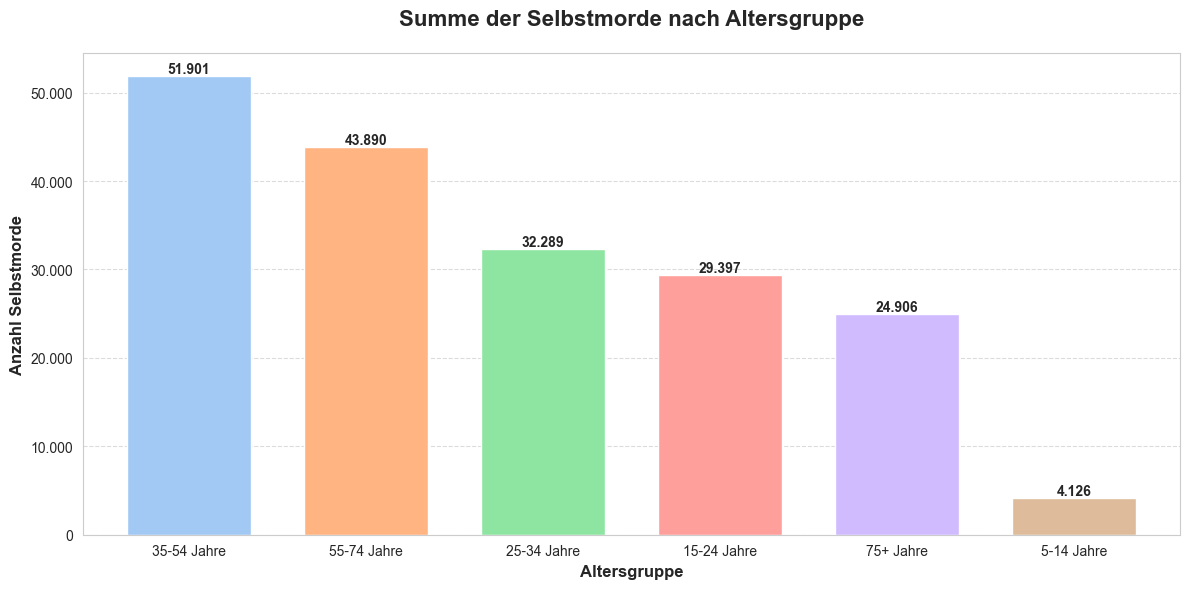 Summe der Selbstmorde nach Altersgruppe
Anzahl Selbstmorde
50.000
40.000
30.000
20.000
10.000
0
51.901
43.890
32.289
29.397
24.906
4.126
35-54 Jahre
55-74 Jahre
25-34 Jahre
15-24 Jahre
75+ Jahre
5-14 Jahre
Altersgruppe